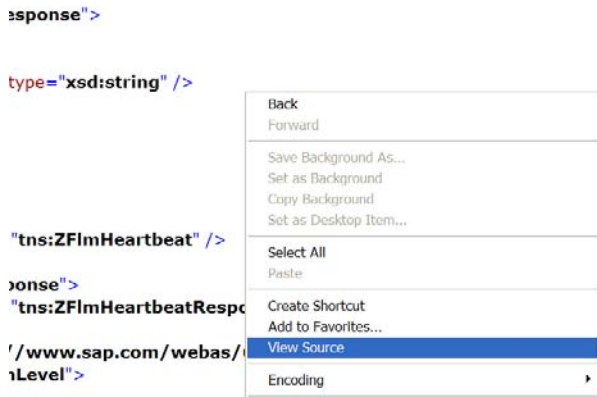 esponse">
type="xsd:string" />
Back
Forward
Save Background As...
Set as Background
Copy Background
Set as Desktop Item...
"tns:ZFlmHeartbeat" />
Select All
Paste
ponse">
"tns:ZFlmHeartbeatRespo
Create Shortcut
Add to Favorites...
//www.sap.com/webas/
View Source
nLevel">
Encoding